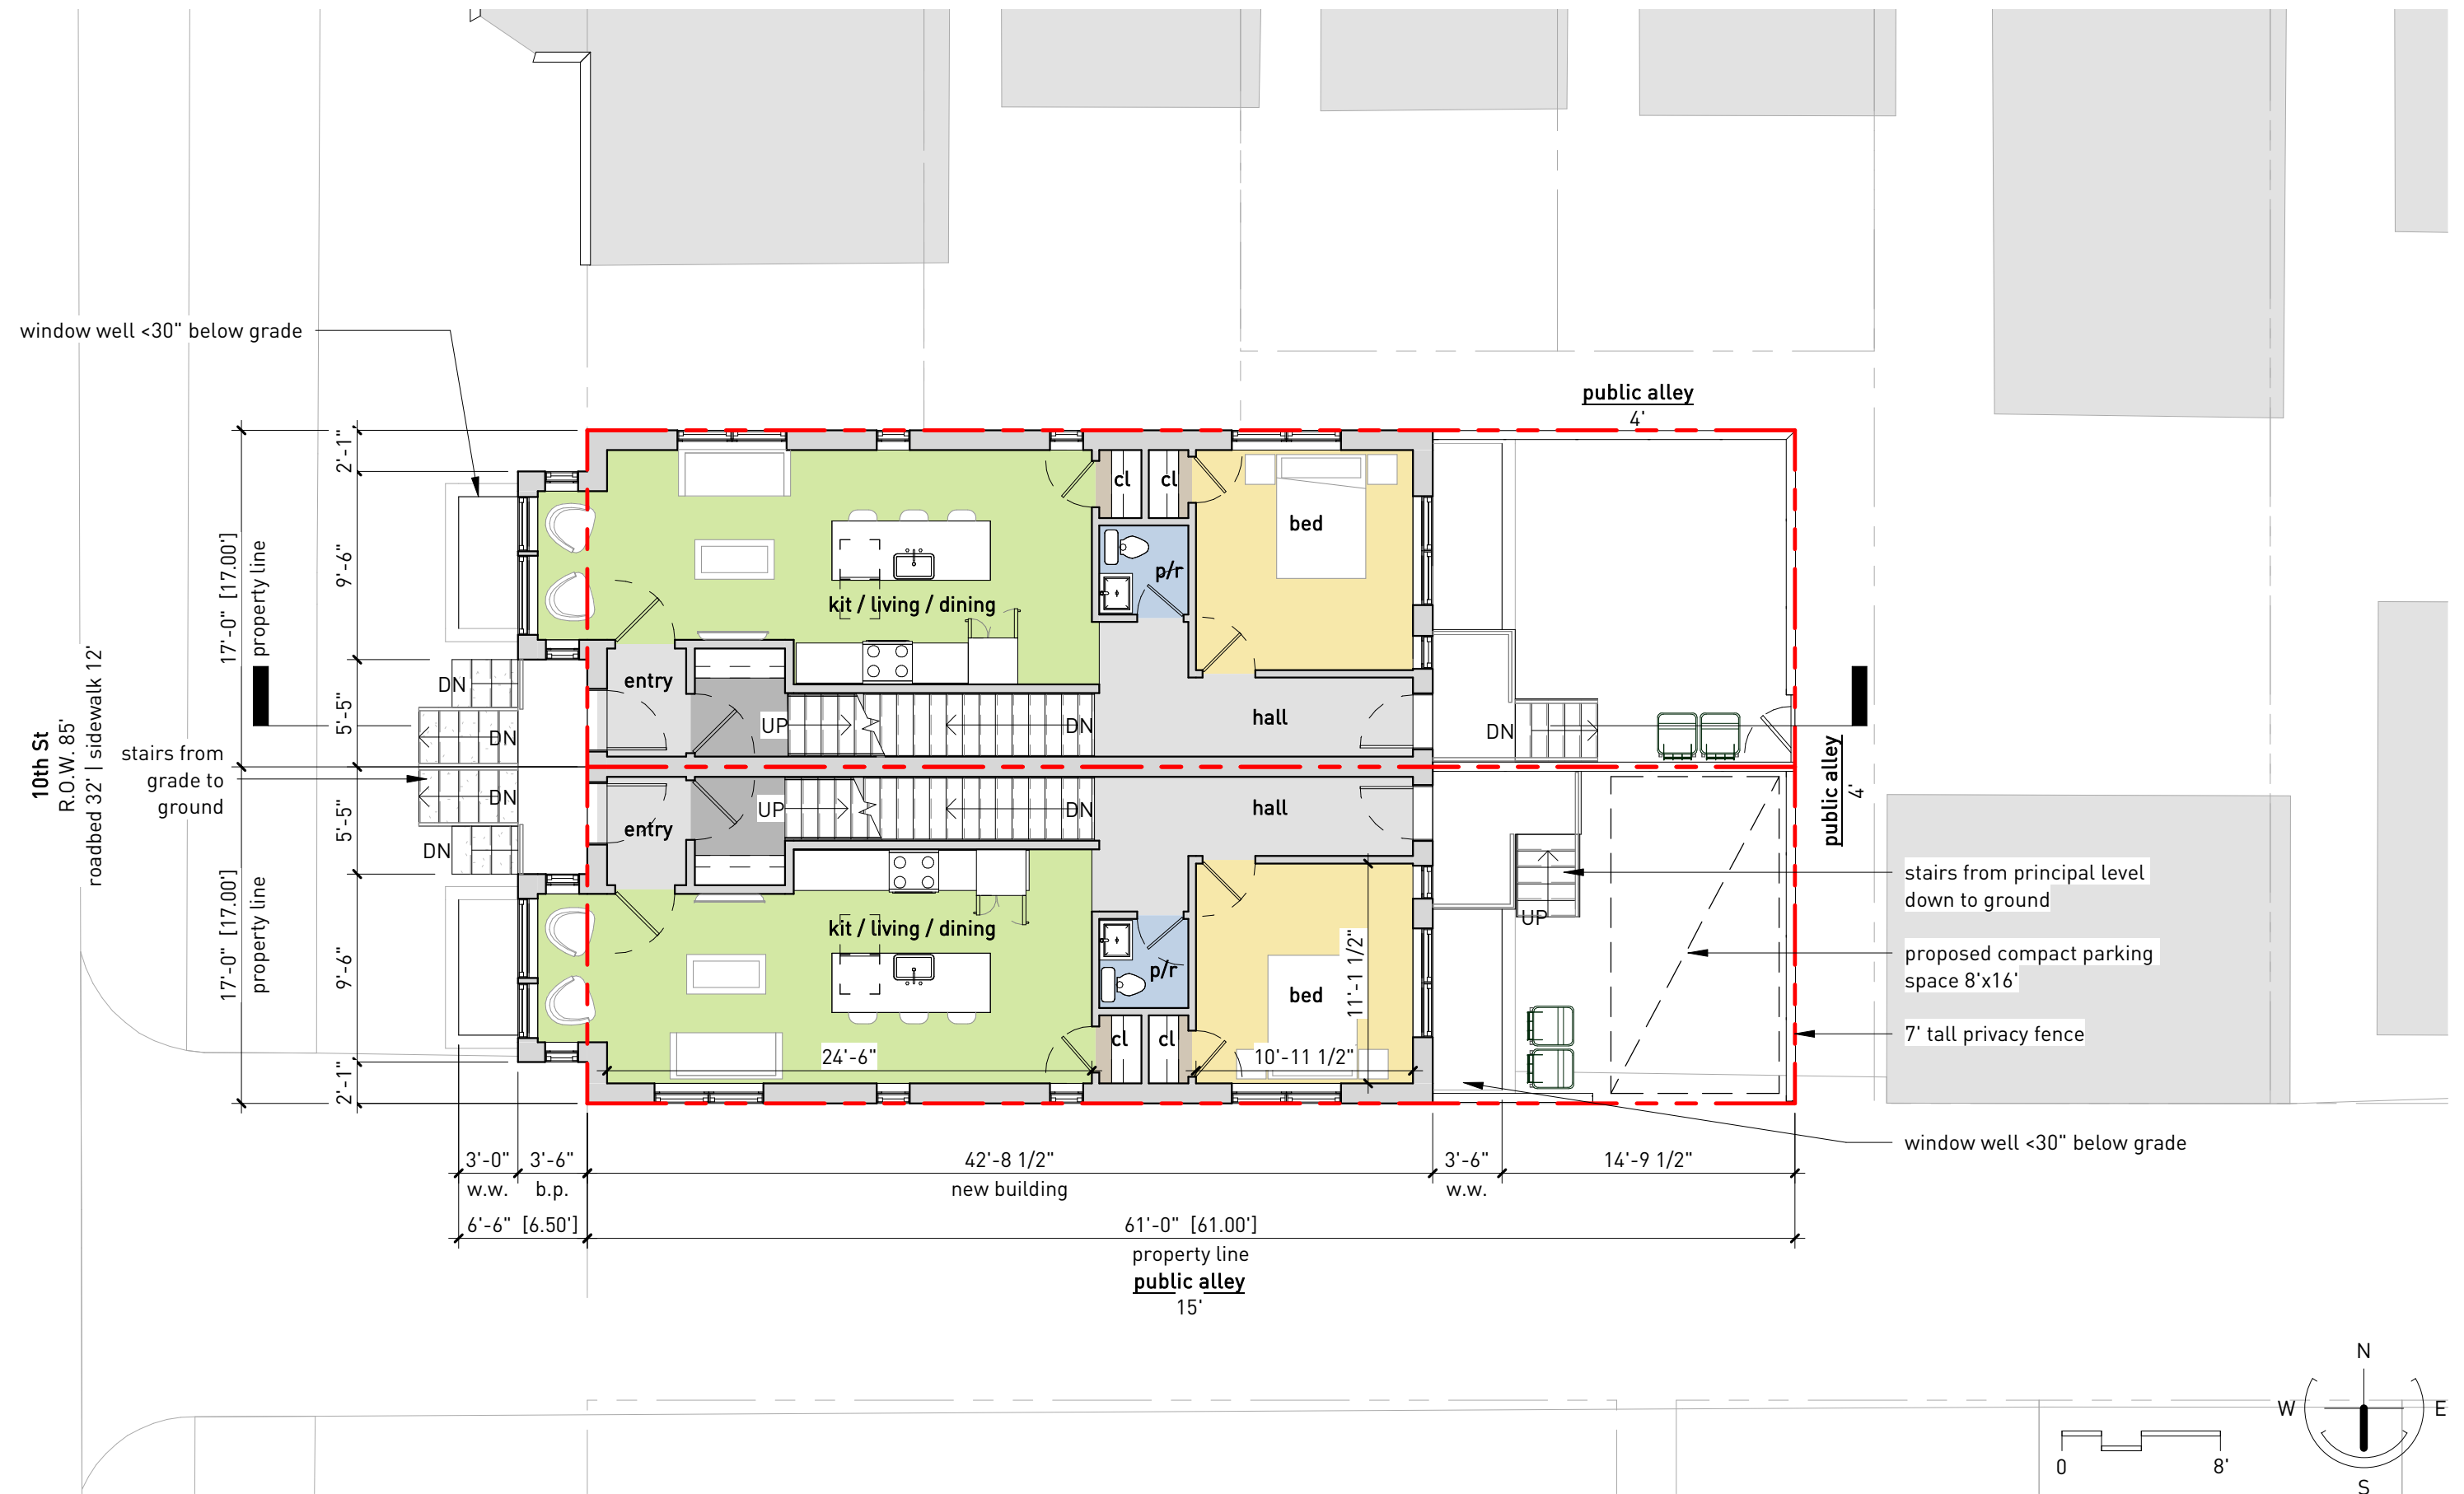 window well <30" below grade
public alley
4'
2'-1"
17'-0" [17.00']
property line
9'-6"
5'-5"
10th St
R.O.W. 85'
roadbed 32' | sidewalk 12'
stairs from
grade to
ground
DN
DN
DN
DN
5'-5"
9'-6"
17'-0" [17.00']
property line
2'-1"
cl
cl
bed
p/r
kit / living / dining
entry
UP
DN
hall
DN
entry
UP
DN
hall
UP
kit / living / dining
p/r
bed
11'-1 1/2"
cl
cl
24'-6"
10'-11 1/2"
public alley
4'
stairs from principal level
down to ground
proposed compact parking
space 8'x16'
7' tall privacy fence
window well <30" below grade
3'-0"
w.w.
3'-6"
b.p.
42'-8 1/2"
new building
3'-6"
w.w.
14'-9 1/2"
6'-6" [6.50']
61'-0" [61.00']
property line
public alley
15'
0
8'
N
W
E
S